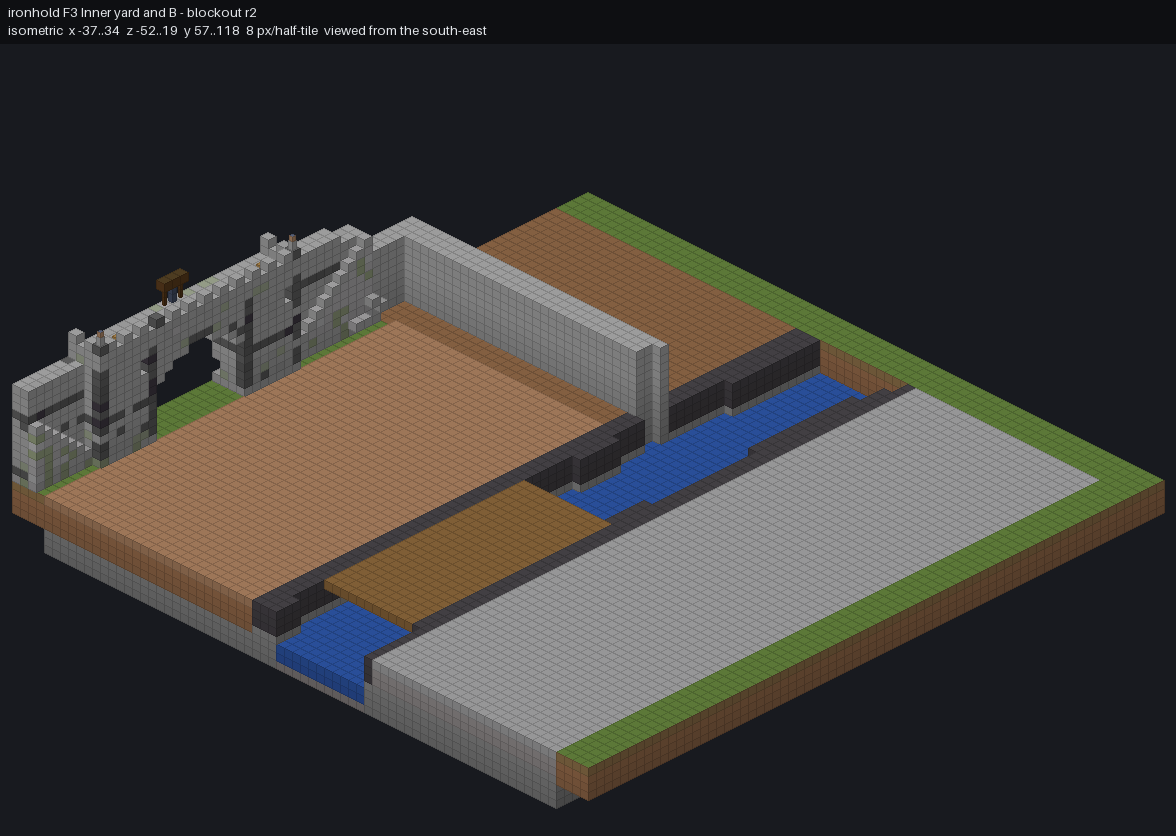 ironhold F3 Inner yard and B - blockout r2
isometric x -37..34 z -52..19 y 57..118 8 px/half-tile viewed from the south-east